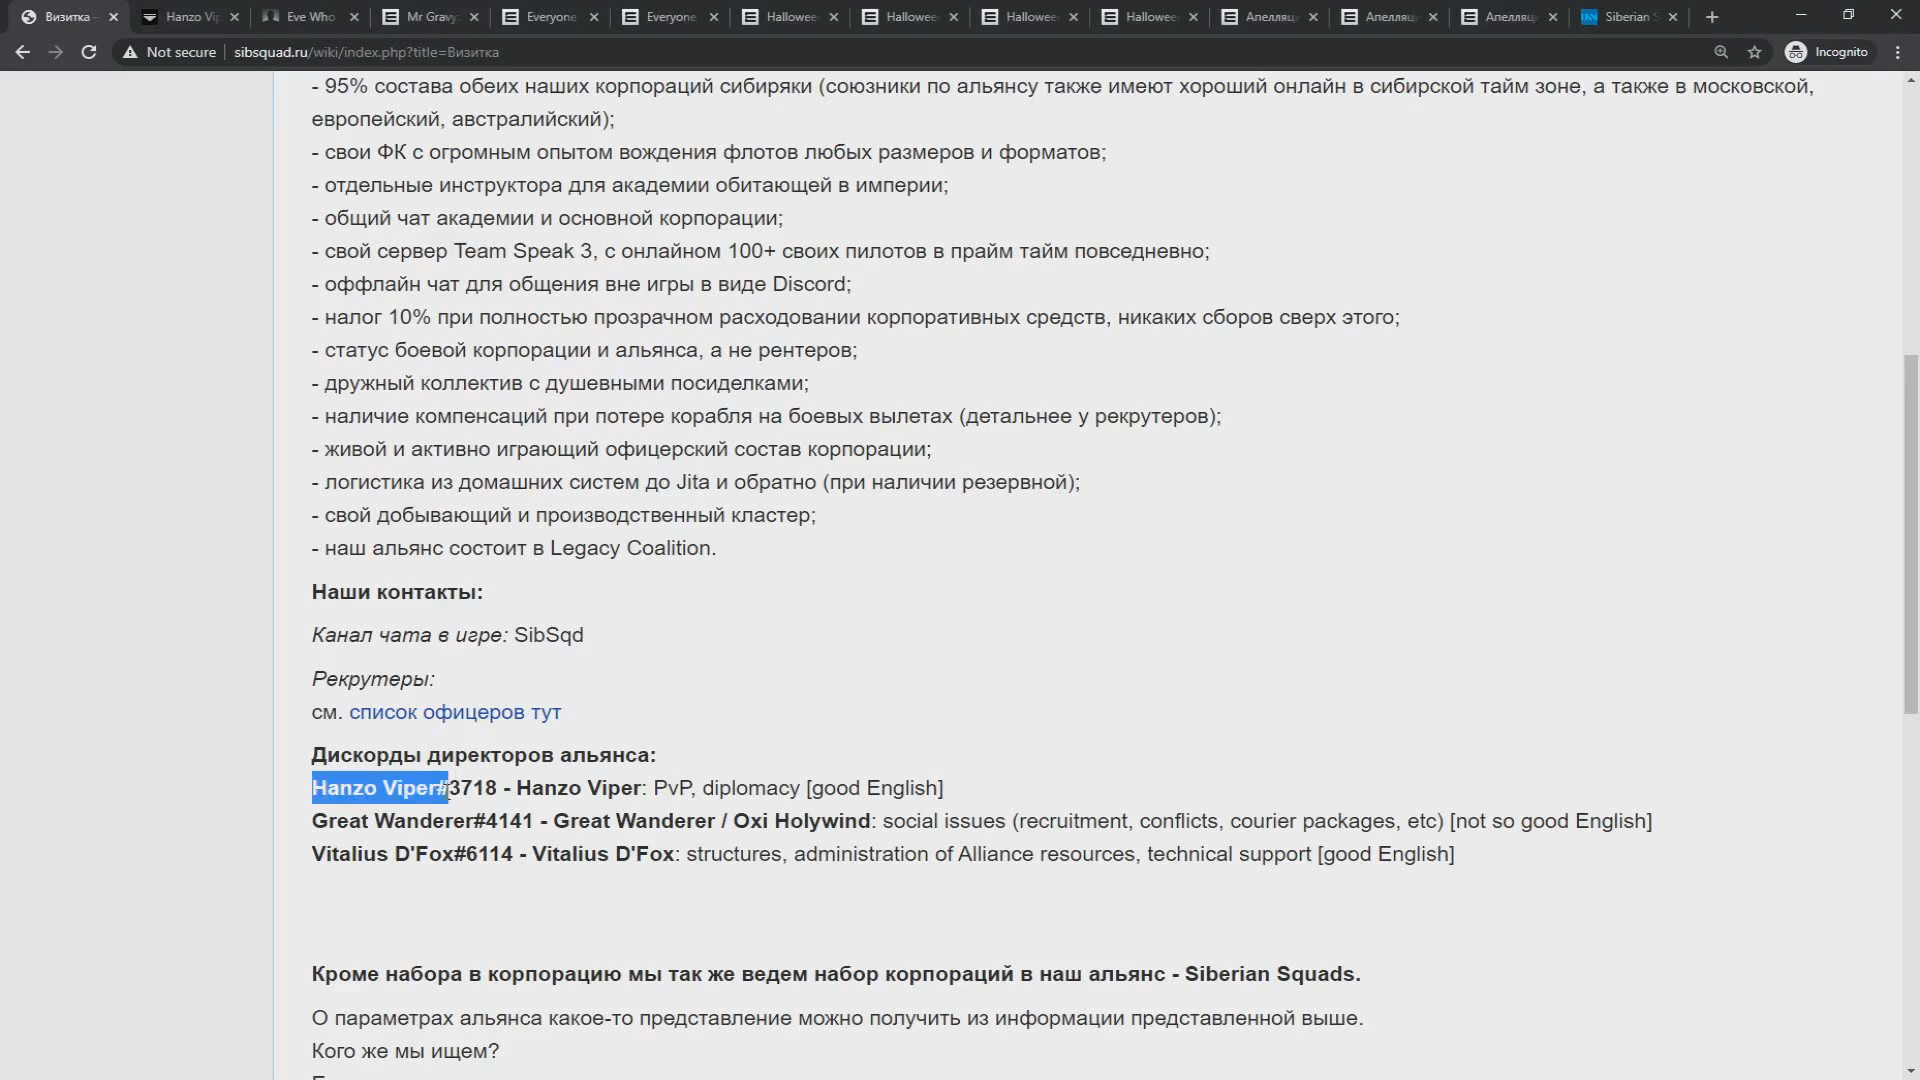 Визитка –
Hanzo Vip
Eve Who
Mr Gravy
Everyone
Everyone
Hallowee
Hallowee
Hallowee
Hallowee
Апелляц
Апелляц
Апелляц
Siberian S
Not secure
sibsquad.ru/wiki/index.php?title=Визитка
Incognito
- 95% состава обеих наших корпораций сибиряки (союзники по альянсу также имеют хороший онлайн в сибирской тайм зоне, а также в московской,
европейский, австралийский);
- свои ФК с огромным опытом вождения флотов любых размеров и форматов;
- отдельные инструктора для академии обитающей в империи;
- общий чат академии и основной корпорации;
- свой сервер Team Speak 3, с онлайном 100+ своих пилотов в прайм тайм повседневно;
- оффлайн чат для общения вне игры в виде Discord;
- налог 10% при полностью прозрачном расходовании корпоративных средств, никаких сборов сверх этого;
- статус боевой корпорации и альянса, а не рентеров;
- дружный коллектив с душевными посиделками;
- наличие компенсаций при потере корабля на боевых вылетах (детальнее у рекрутеров);
- живой и активно играющий офицерский состав корпорации;
- логистика из домашних систем до Jita и обратно (при наличии резервной);
- свой добывающий и производственный кластер;
- наш альянс состоит в Legacy Coalition.
Наши контакты:
Канал чата в игре: SibSqd
Рекрутеры:
см. список офицеров тут
Дискорды директоров альянса:
Hanzo Viper#3718 - Hanzo Viper: PvP, diplomacy [good English]
Great Wanderer#4141 - Great Wanderer / Oxi Holywind: social issues (recruitment, conflicts, courier packages, etc) [not so good English]
Vitalius D'Fox#6114 - Vitalius D'Fox: structures, administration of Alliance resources, technical support [good English]
Кроме набора в корпорацию мы так же ведем набор корпораций в наш альянс - Siberian Squads.
О параметрах альянса какое-то представление можно получить из информации представленной выше.
Кого же мы ищем?